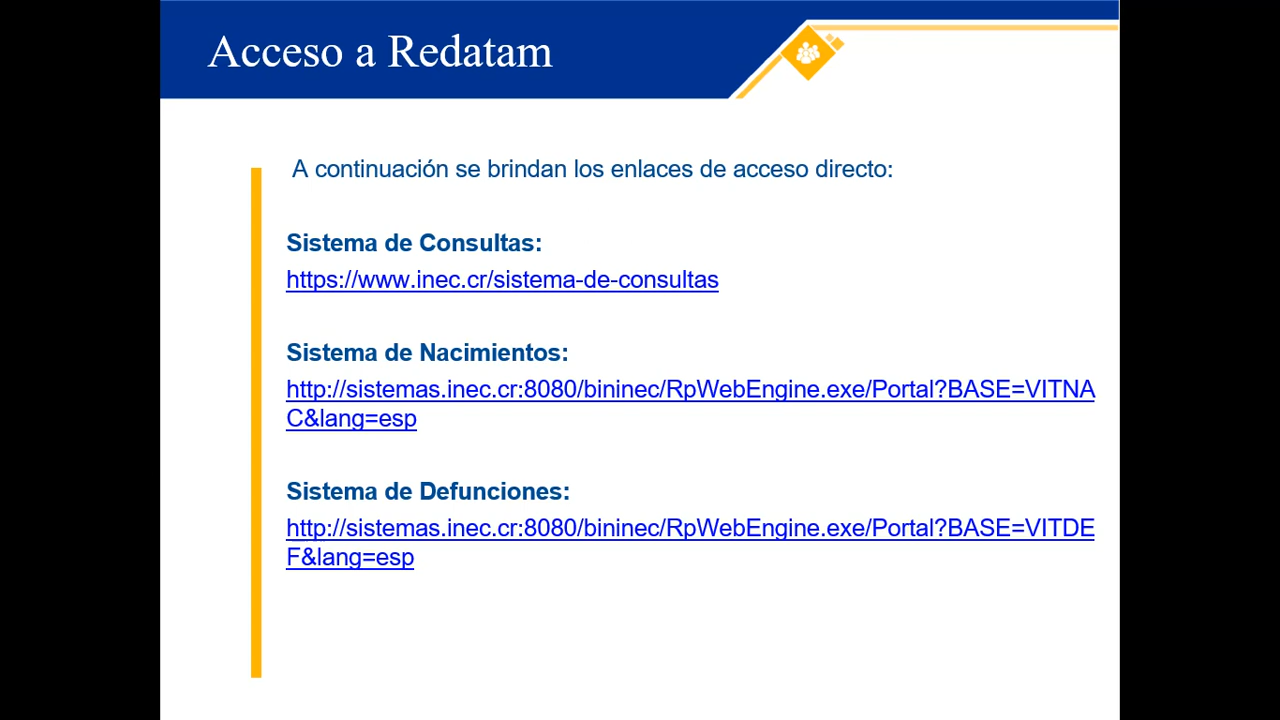 Acceso a Redatam
A continuación se brindan los enlaces de acceso directo:
Sistema de Consultas:
https://www.inec.cr/sistema-de-consultas
Sistema de Nacimientos:
http://sistemas.inec.cr:8080/bininec/RpWebEngine.exe/Portal?BASE=VITNA
C&lang=esp
Sistema de Defunciones:
http://sistemas.inec.cr:8080/bininec/RpWebEngine.exe/Portal?BASE=VITDE
F&lang=esp